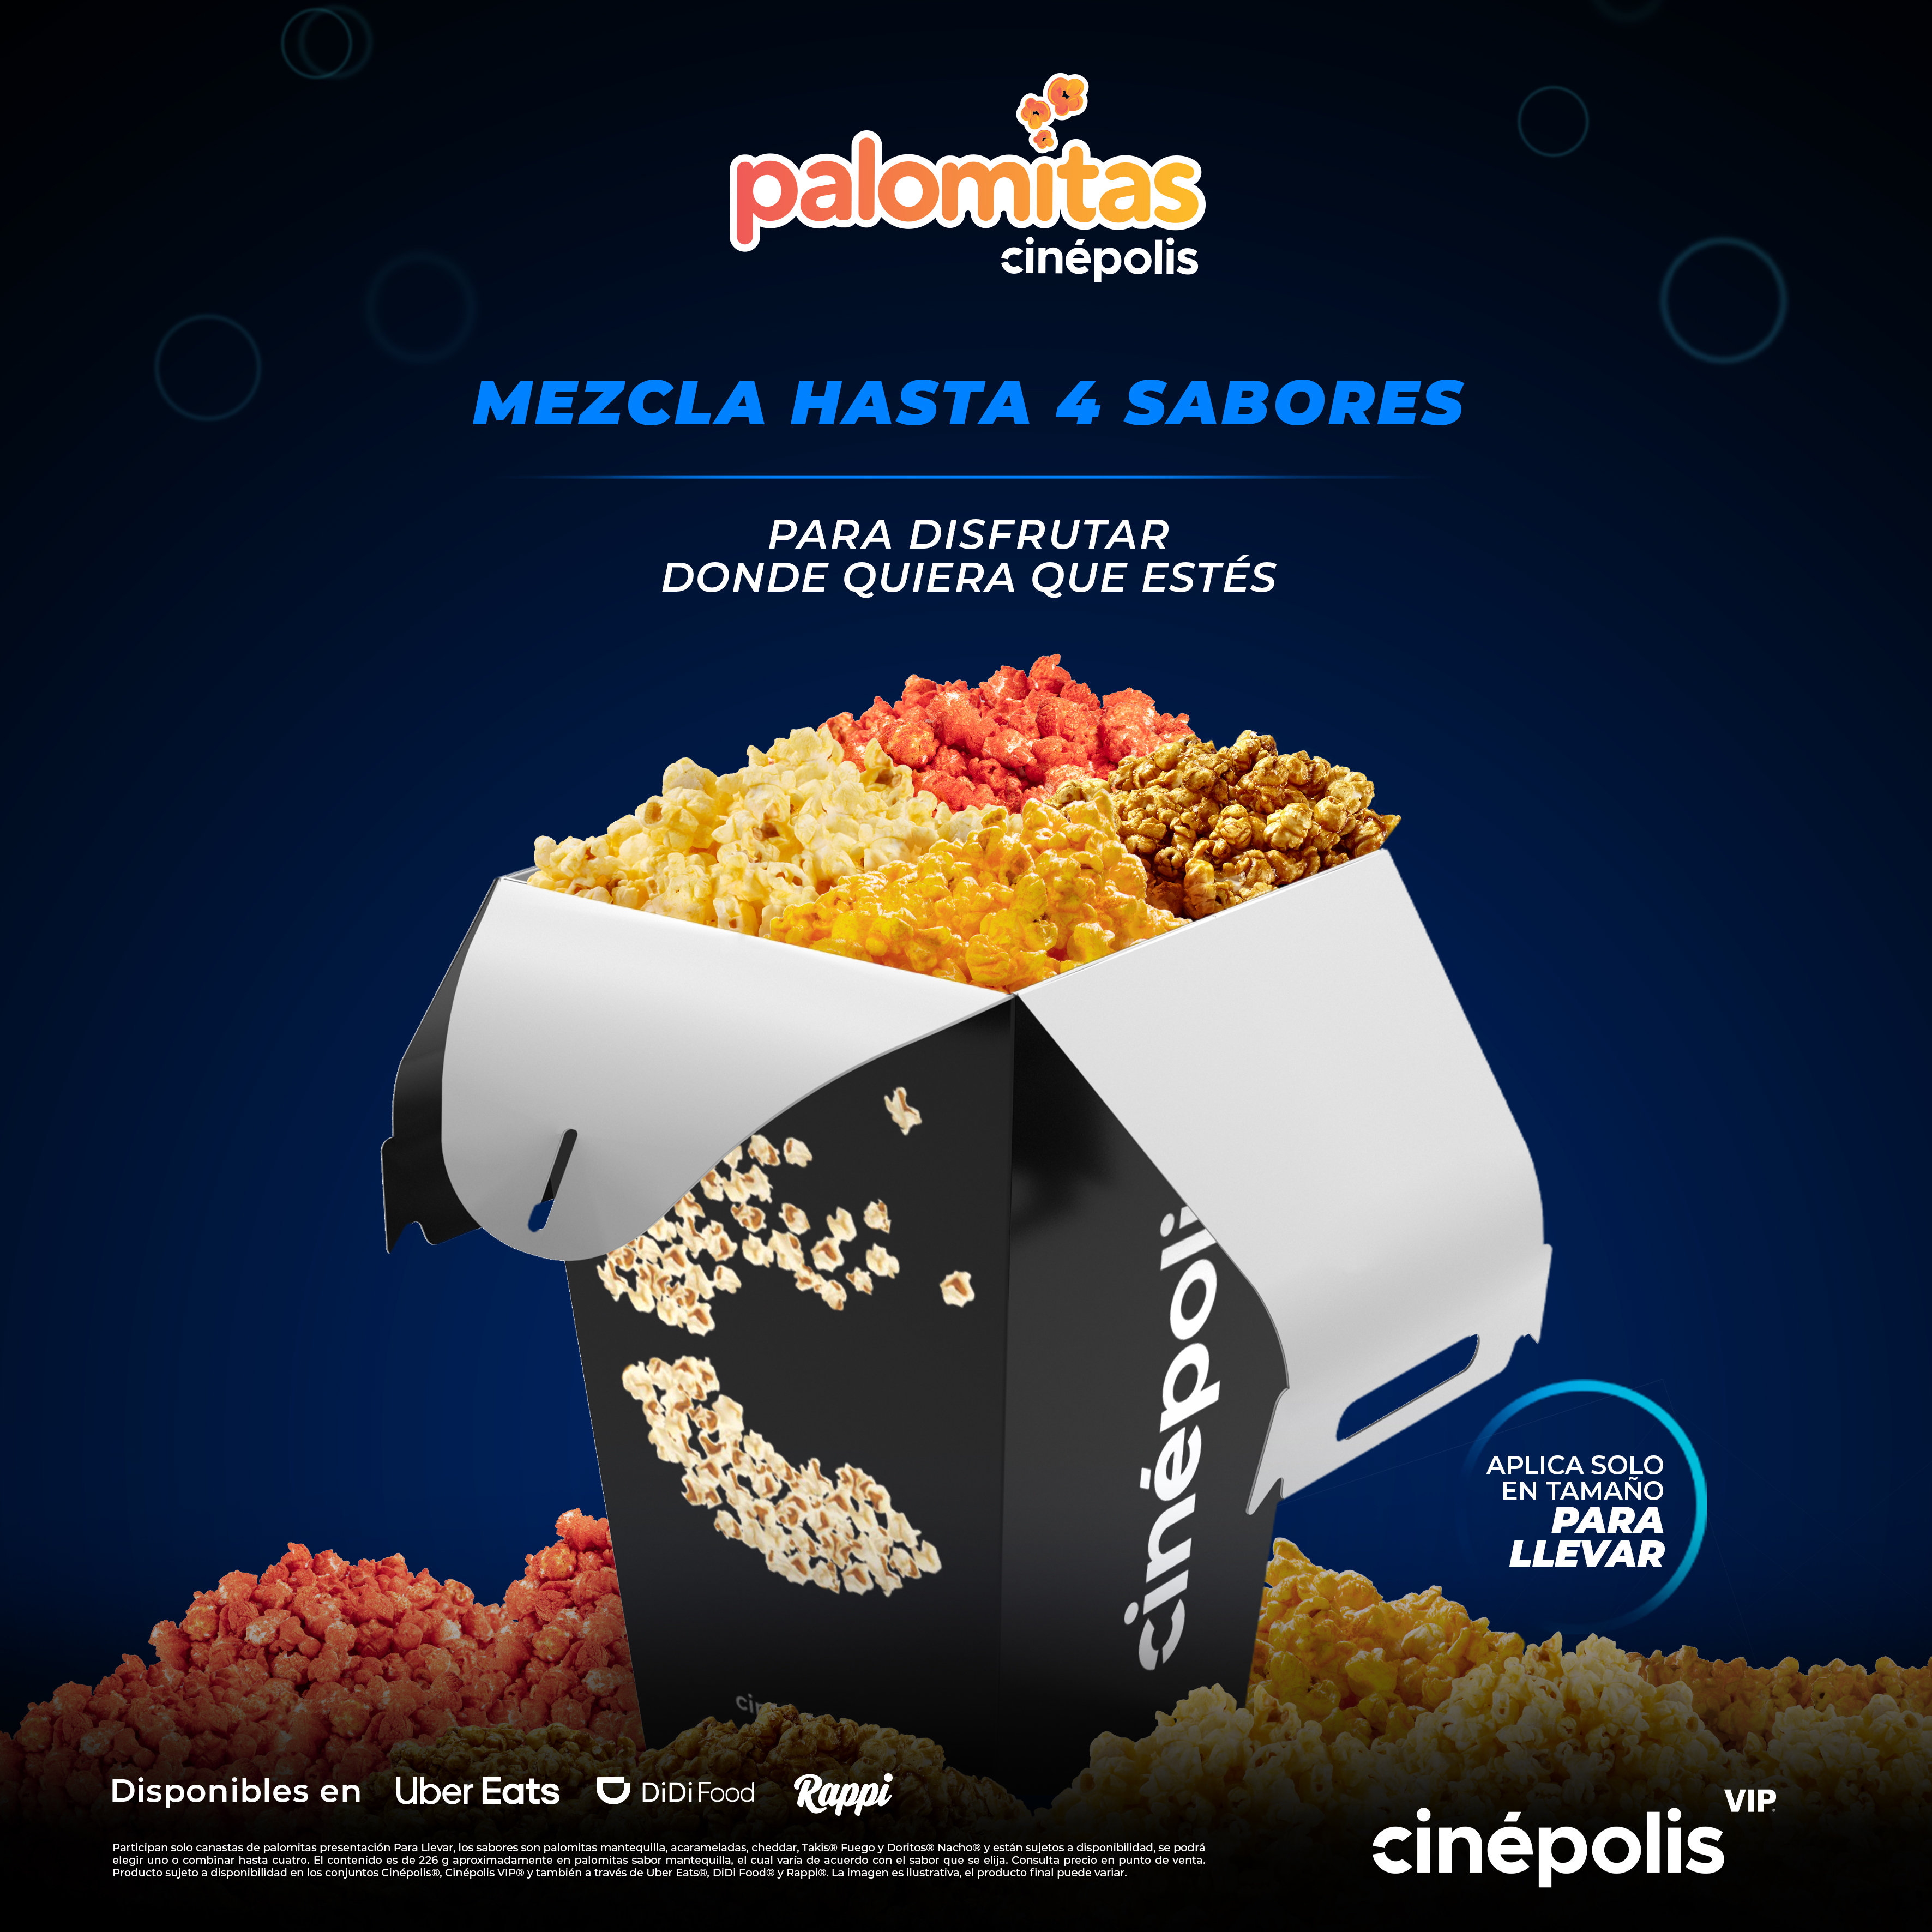 palomitas
cinépolis
MEZCLA HASTA 4 SABORES
PARA DISFRUTAR
DONDE QUIERA QUE ESTÉS
cinépoli
APLICA SOLO
EN TAMAÑO
PARA
LLEVAR
Disponibles en Uber Eats DiDi Food Rappi
Participan solo canastas de palomitas presentación Para Llevar, los sabores son palomitas mantequilla, acarameladas, cheddar, Takis® Fuego y Doritos® Nacho® y están sujetos a disponibilidad, se podrá
elegir uno o combinar hasta cuatro. El contenido es de 226 g aproximadamente en palomitas sabor mantequilla, el cual varía de acuerdo con el sabor que se elija. Consulta precio en punto de venta.
Producto sujeto a disponibilidad en los conjuntos Cinépolis®, Cinépolis VIP® y también a través de Uber Eats®, DiDi Food® y Rappi®. La imagen es ilustrativa, el producto final puede variar.
cinépolis VIP